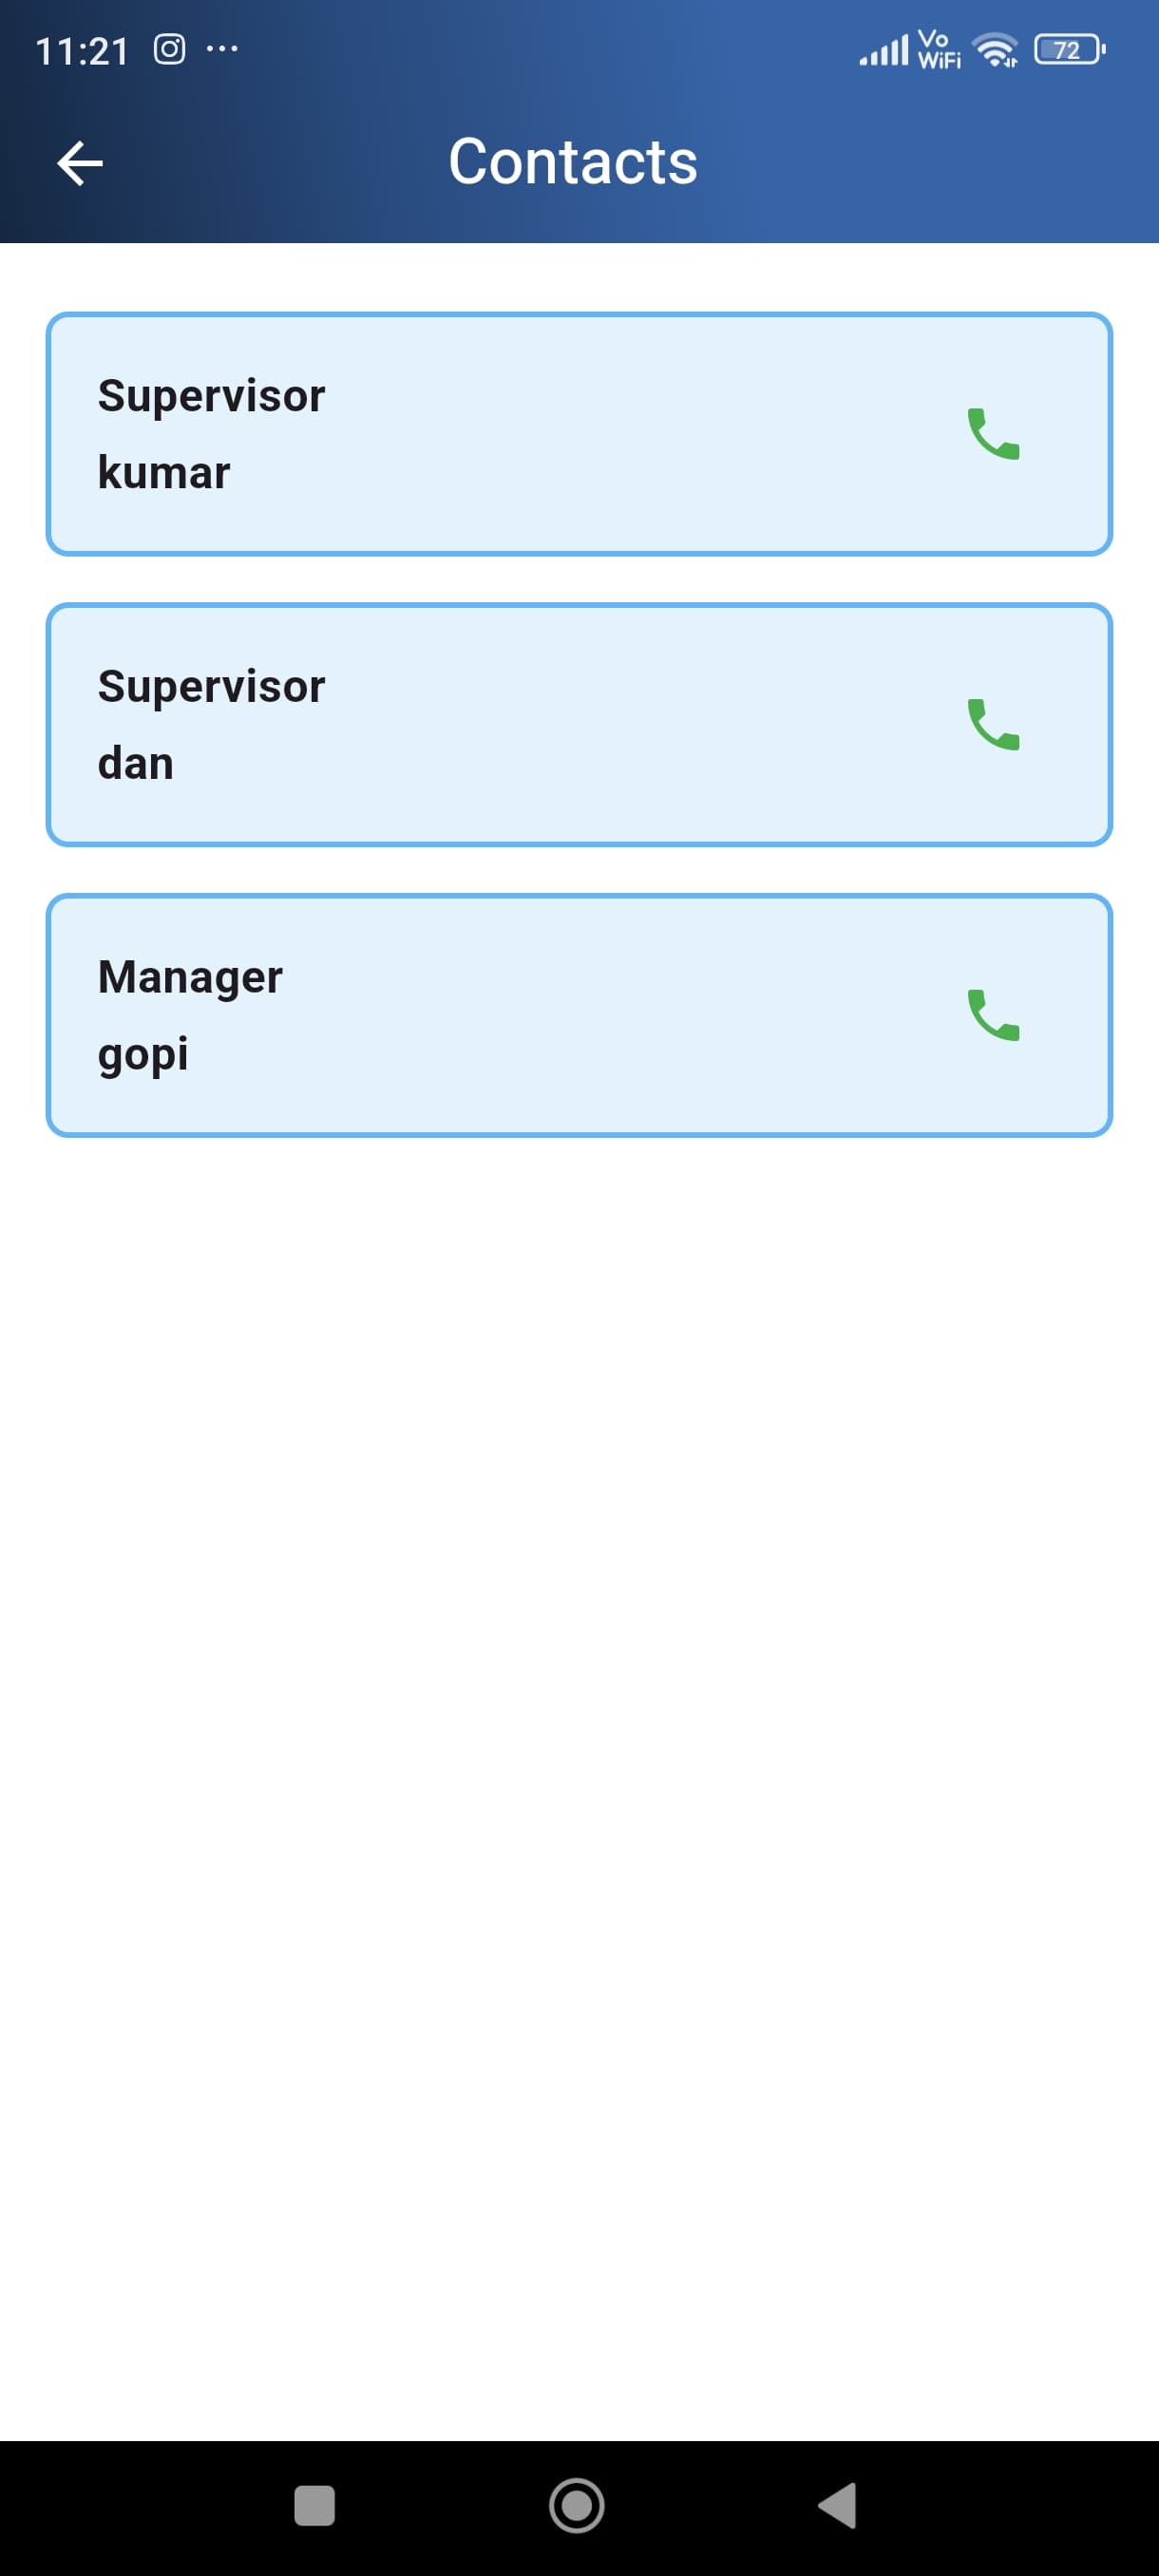 11:21
Vo
WiFi
72
Contacts
Supervisor
kumar
Supervisor
dan
Manager
gopi